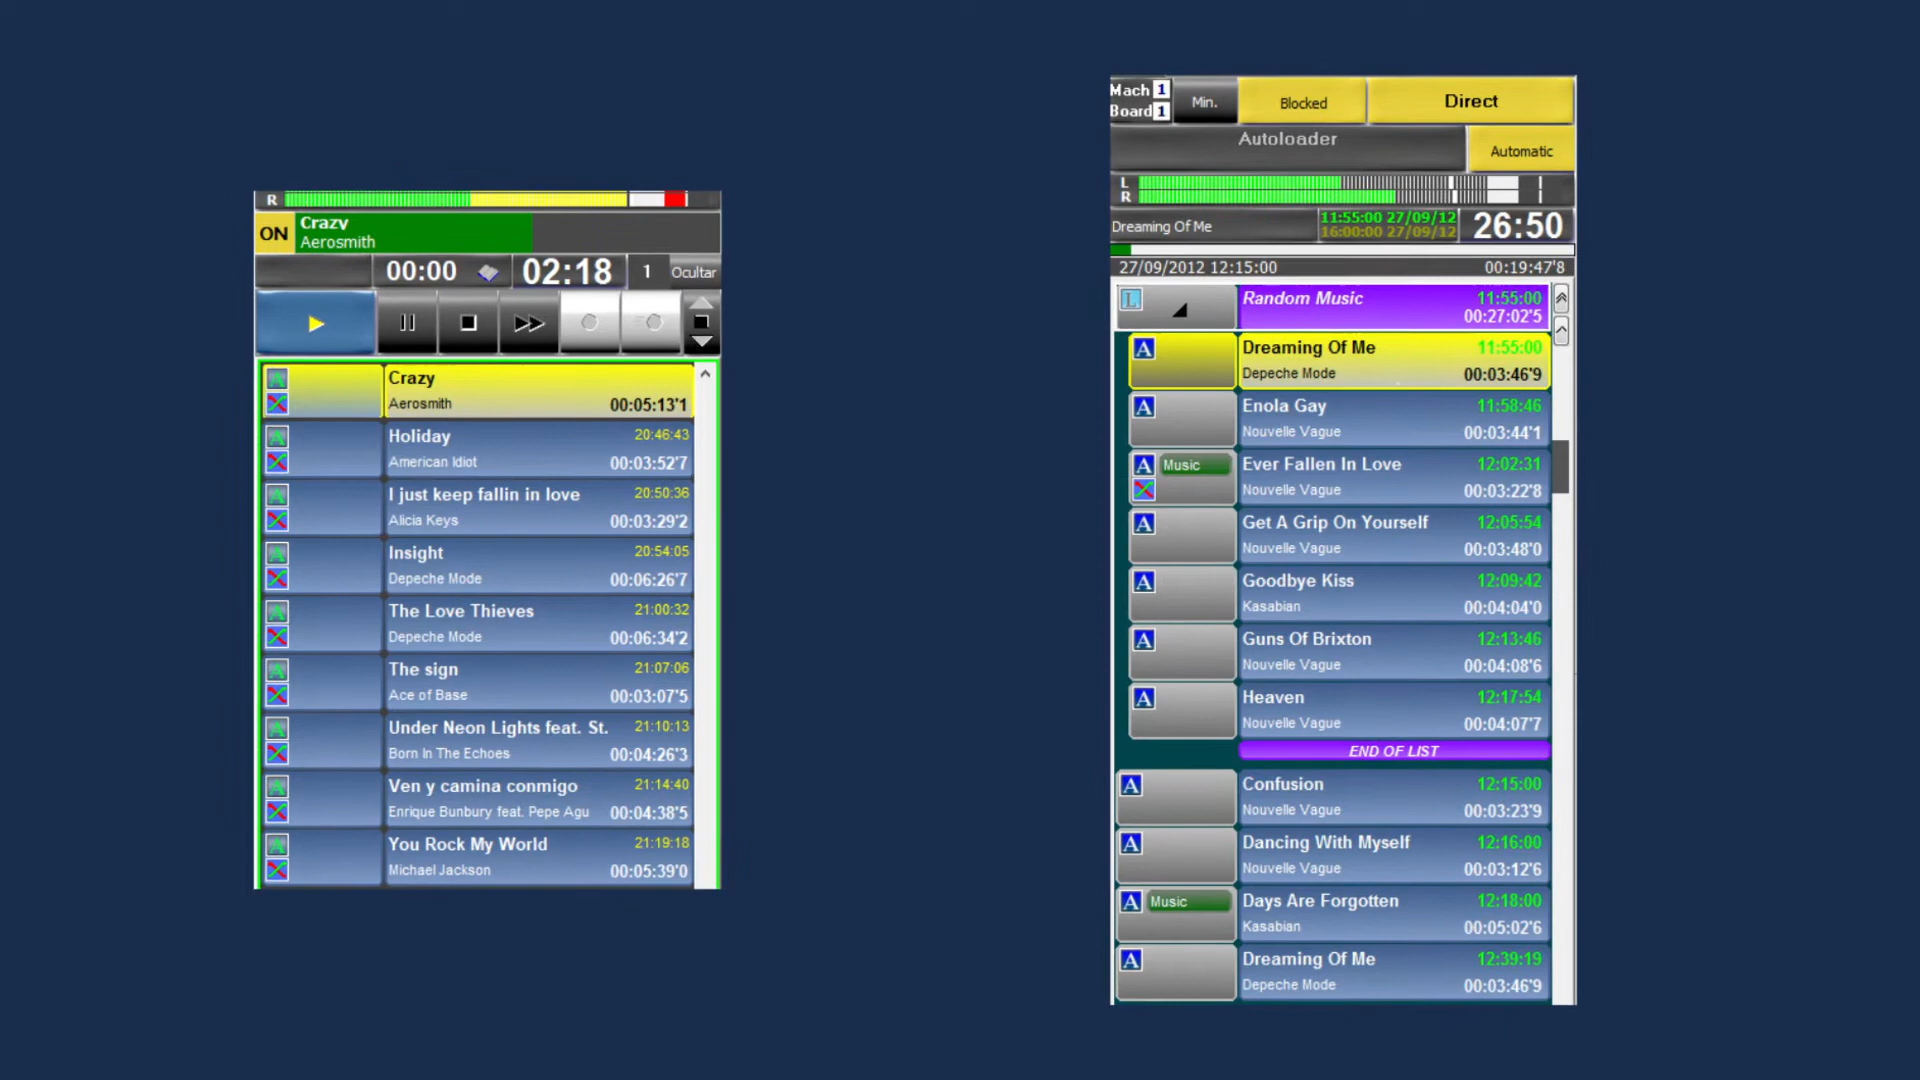 R
ON
Crazy
Aerosmith
00:00
02:18
1
Ocultar
Crazy
Aerosmith 00:05:13'1
Holiday 20:46:43
American Idiot 00:03:52'7
I just keep fallin in love 20:50:36
Alicia Keys 00:03:29'2
Insight 20:54:05
Depeche Mode 00:06:26'7
The Love Thieves 21:00:32
Depeche Mode 00:06:34'2
The sign 21:07:06
Ace of Base 00:03:07'5
Under Neon Lights feat. St. 21:10:13
Born In The Echoes 00:04:26'3
Ven y camina conmigo 21:14:40
Enrique Bunbury feat. Pepe Agu 00:04:38'5
You Rock My World 21:19:18
Michael Jackson 00:05:39'0
Mach 1
Board 1
Min.
Blocked
Direct
Autoloader
Automatic
L
R
Dreaming Of Me
11:55:00 27/09/12
16:00:00 27/09/12
26:50
27/09/2012 12:15:00 00:19:47'8
L Random Music 11:55:00
00:27:02'5
A Dreaming Of Me 11:55:00
Depeche Mode 00:03:46'9
A Enola Gay 11:58:46
Nouvelle Vague 00:03:44'1
A Music Ever Fallen In Love 12:02:31
Nouvelle Vague 00:03:22'8
A Get A Grip On Yourself 12:05:54
Nouvelle Vague 00:03:48'0
A Goodbye Kiss 12:09:42
Kasabian 00:04:04'0
A Guns Of Brixton 12:13:46
Nouvelle Vague 00:04:08'6
A Heaven 12:17:54
Nouvelle Vague 00:04:07'7
END OF LIST
A Confusion 12:15:00
Nouvelle Vague 00:03:23'9
A Dancing With Myself 12:16:00
Nouvelle Vague 00:03:12'6
A Music Days Are Forgotten 12:18:00
Kasabian 00:05:02'6
A Dreaming Of Me 12:39:19
Depeche Mode 00:03:46'9